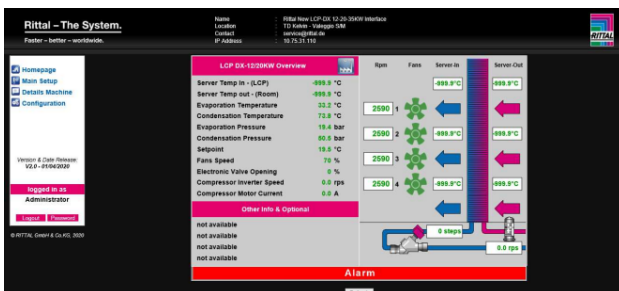 Rittal – The System.
Faster – better – worldwide.
Name : Rittal New LCP-DX 12-20-35KW Interface
Location : TD Kelvin - Valeggio S/M
Contact : service@rittal.de
IP Address : 10.75.31.110
RITTAL
Homepage
Main Setup
Details Machine
Configuration
Version & Date Release:
V2.0 - 01/04/2020
logged in as
Administrator
Logout Password
© RITTAL GmbH & Co.KG, 2020
LCP DX-12/20KW Overview
Server Temp in - (LCP) -999.9 °C
Server Temp out - (Room) -999.9 °C
Evaporation Temperature 33.2 °C
Condensation Temperature 73.8 °C
Evaporation Pressure 19.4 bar
Condensation Pressure 50.5 bar
Setpoint 19.5 °C
Fans Speed 70 %
Electronic Valve Opening 0 %
Compressor Inverter Speed 0.0 rps
Compressor Motor Current 0.0 A
Other Info & Optional
not available
not available
not available
not available
Rpm Fans Server-In Server-Out
-999.9°C -999.9°C
2590 1
2590 2 -999.9°C -999.9°C
2590 3
2590 4 -999.9°C -999.9°C
0 steps
0.0 rps
Alarm